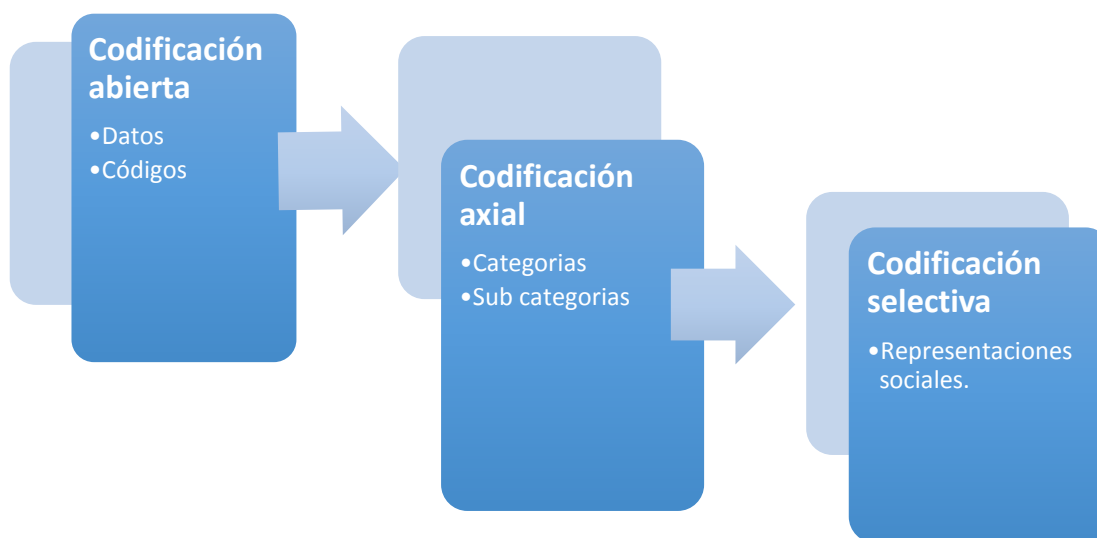 Codificación
abierta
•Datos
•Códigos
Codificación
axial
•Categorias
•Sub categorias
Codificación
selectiva
•Representaciones
sociales.